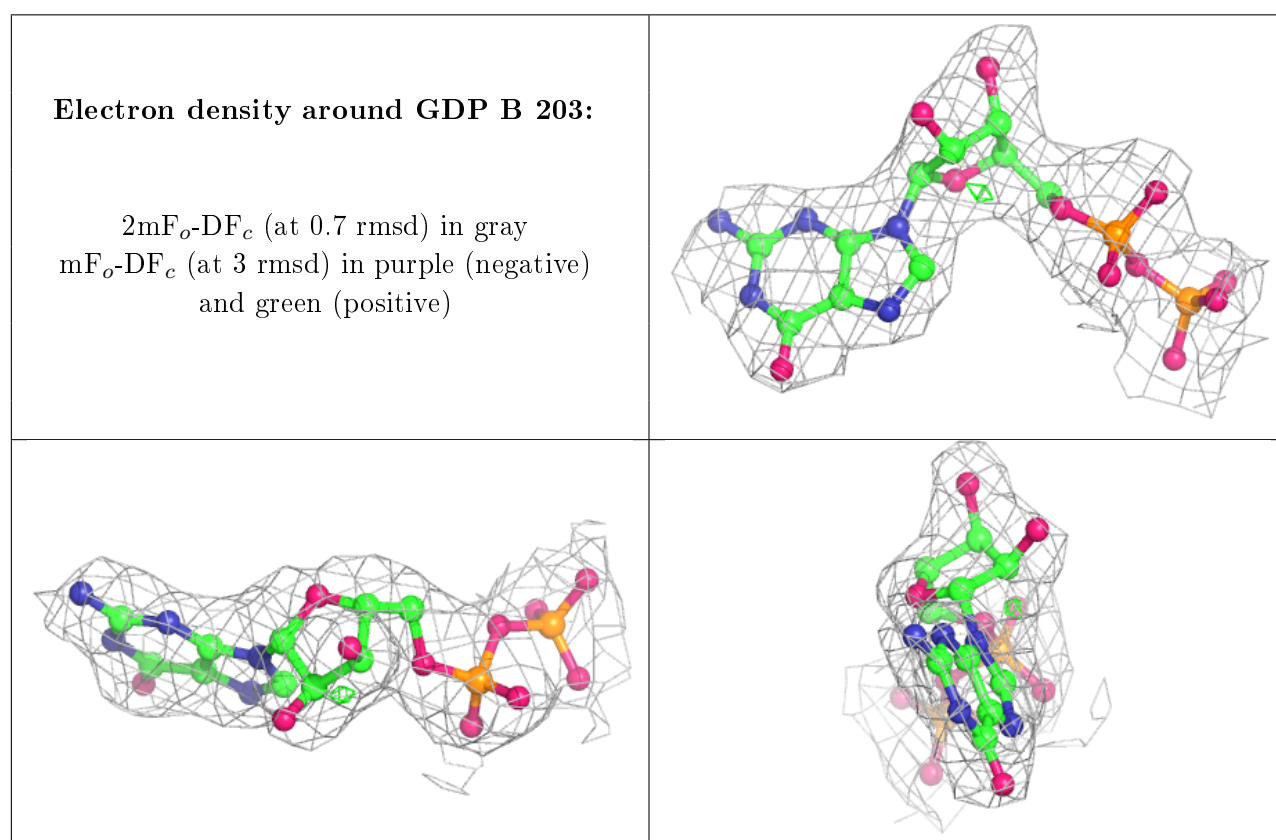 Electron density around GDP B 203:
2mFo-DFc (at 0.7 rmsd) in gray
mFo-DFc (at 3 rmsd) in purple (negative)
and green (positive)